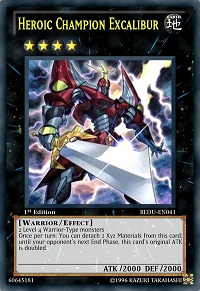 HEROIC CHAMPION EXCALIBUR
EARTH
1st Edition
REDU-EN041
[WARRIOR/EFFECT]
2 Level 4 Warrior-Type monsters
Once per turn: You can detach 2 Xyz Materials from this card;
until your opponent's next End Phase, this card's original ATK
is doubled.
ATK/2000 DEF/2000
60645181
©1996 KAZUKI TAKAHASHI